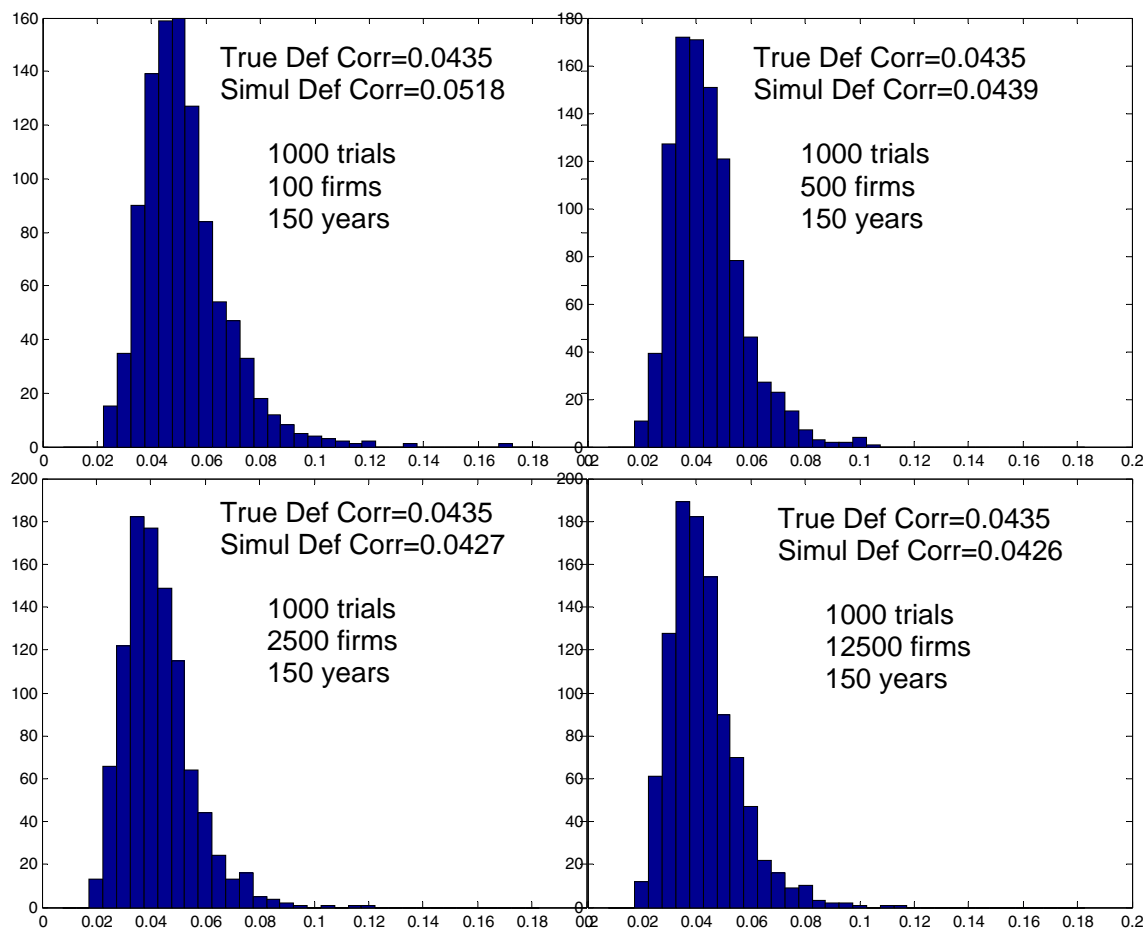 160
140
120
100
80
60
40
20
0
True Def Corr=0.0435
Simul Def Corr=0.0518
1000 trials
100 firms
150 years
0 0.02 0.04 0.06 0.08 0.1 0.12 0.14 0.16 0.18 0.2
180
160
140
120
100
80
60
40
20
0
True Def Corr=0.0435
Simul Def Corr=0.0439
1000 trials
500 firms
150 years
0.02 0.04 0.06 0.08 0.1 0.12 0.14 0.16 0.18 0.2
200
180
160
140
120
100
80
60
40
20
0
True Def Corr=0.0435
Simul Def Corr=0.0427
1000 trials
2500 firms
150 years
0 0.02 0.04 0.06 0.08 0.1 0.12 0.14 0.16 0.18 0.2
200
180
160
140
120
100
80
60
40
20
0
True Def Corr=0.0435
Simul Def Corr=0.0426
1000 trials
12500 firms
150 years
0.02 0.04 0.06 0.08 0.1 0.12 0.14 0.16 0.18 0.2